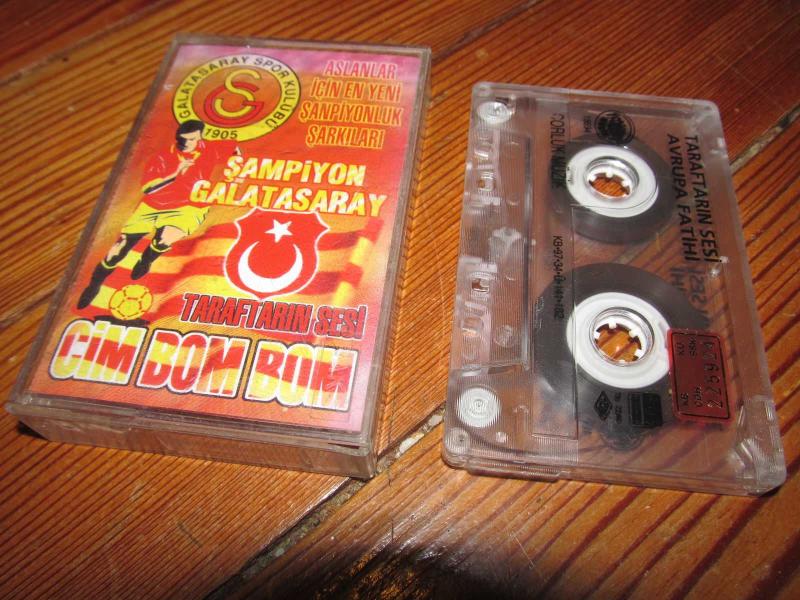 GALATASARAY SPOR KULÜBÜ
1905
ASLANLAR
İÇİN EN YENİ
ŞANPİYONLUK
ŞARKILARI
ŞAMPİYON
GALATASARAY
TARAFTARIN SESİ
CİM BOM BOM
TARAFTARIN SESİ
AVRUPA FATİHİ